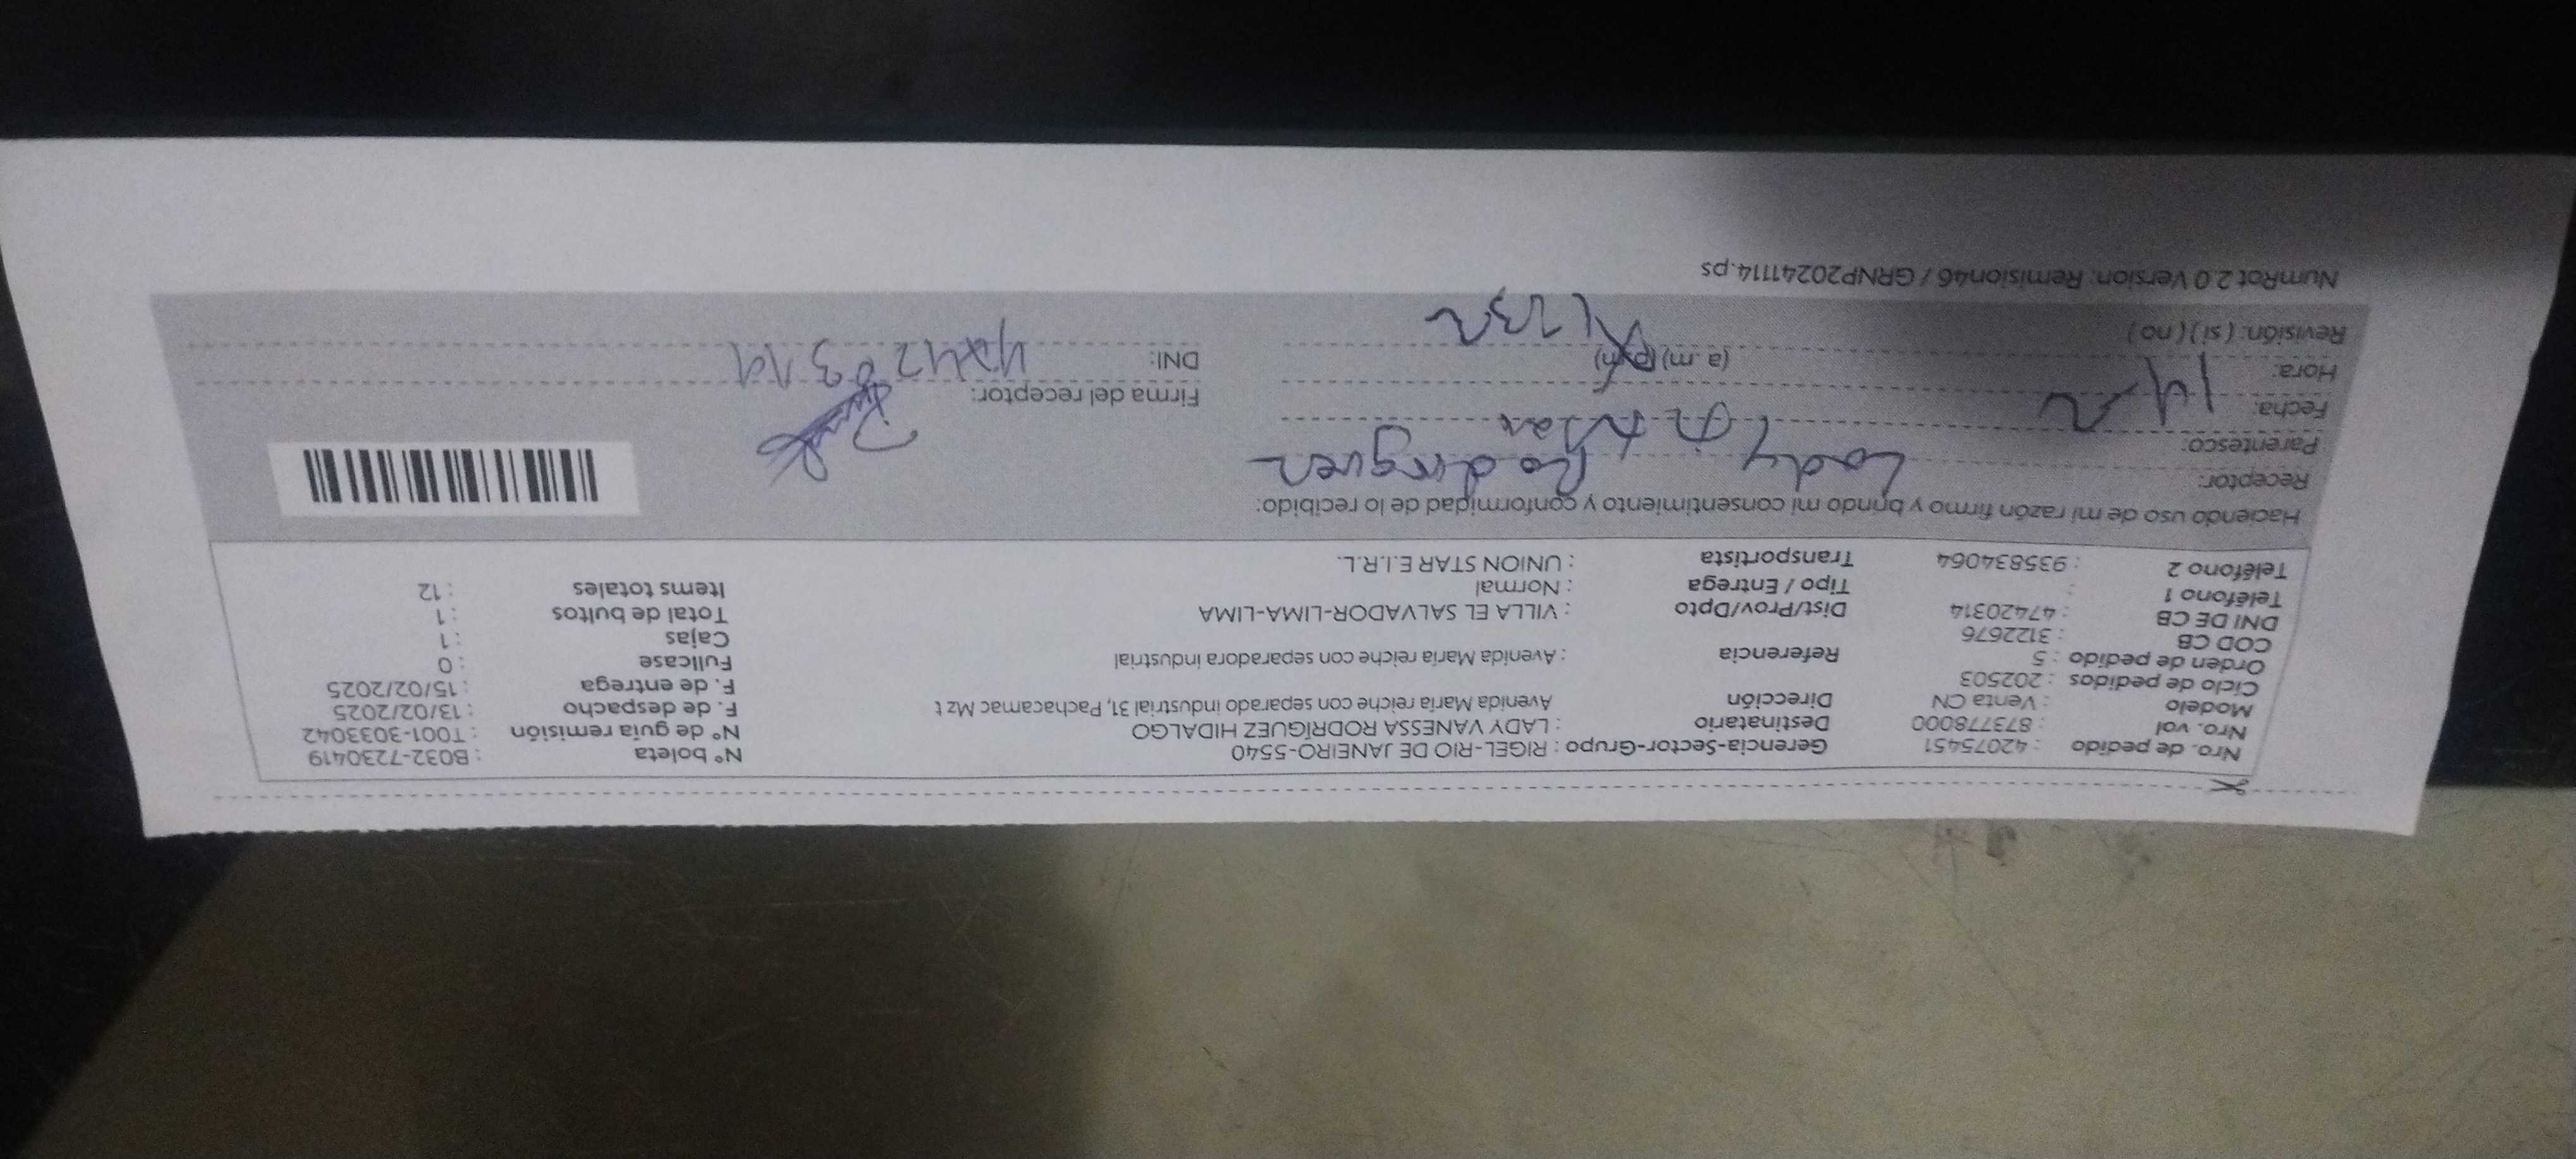 Nro. de pedido : 42075451 Gerencia-Sector-Grupo : RIGEL-RIO DE JANEIRO-5540 N° boleta : B032-7230419
Nro. val : 873778000 Destinatario : LADY VANESSA RODRÍGUEZ HIDALGO N° de guía remisión : T001-3033042
Modelo : Venta CN Dirección Avenida María reiche con separado industrial 31, Pachacamac Mz t F. de despacho : 13/02/2025
Ciclo de pedidos : 202503 F. de entrega : 15/02/2025
Orden de pedido : 5 Referencia : Avenida María reiche con separadora industrial Fullcase : 0
COD CB : 3122676 Cajas : 1
DNI DE CB : 47420314 Dist/Prov/Dpto : VILLA EL SALVADOR-LIMA-LIMA Total de bultos : 1
Teléfono 1 : Tipo / Entrega : Normal Items totales : 12
Teléfono 2 : 935834064 Transportista : UNION STAR E.I.R.L.
Haciendo uso de mi razón firmo y brindo mi consentimiento y conformidad de lo recibido:
Receptor: Lady Rodriguez
Parentesco: titular
Fecha: 14
Firma del receptor:
Hora: (a.m) (p.m)
DNI:
Revisión: ( si ) ( no )
NumRot 2.0 Version: Remision46 / GRNP20241114.ps